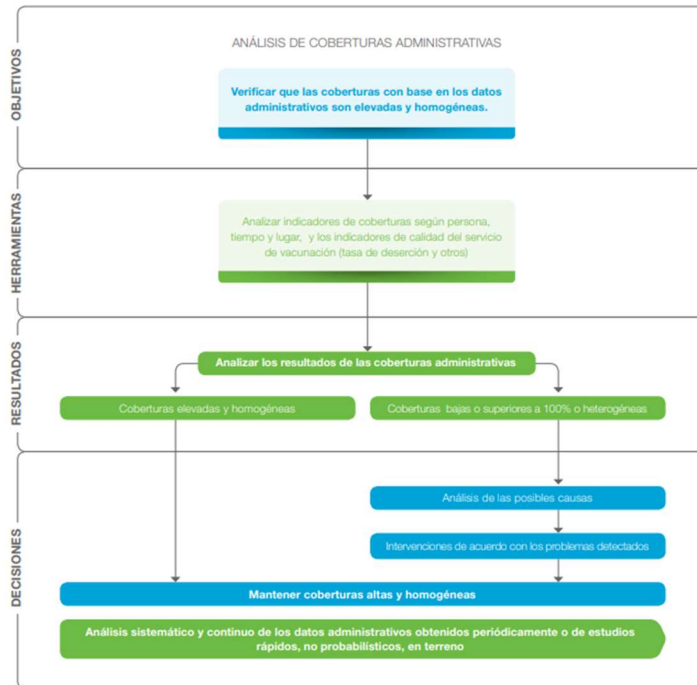 ANÁLISIS DE COBERTURAS ADMINISTRATIVAS
OBJETIVOS
Verificar que las coberturas con base en los datos
administrativos son elevadas y homogéneas.
HERRAMIENTAS
Analizar indicadores de coberturas según persona,
tiempo y lugar, y los indicadores de calidad del servicio
de vacunación (tasa de deserción y otros)
RESULTADOS
Analizar los resultados de las coberturas administrativas
Coberturas elevadas y homogéneas
Coberturas bajas o superiores a 100% o heterogéneas
DECISIONES
Análisis de las posibles causas
Intervenciones de acuerdo con los problemas detectados
Mantener coberturas altas y homogéneas
Análisis sistemático y continuo de los datos administrativos obtenidos periódicamente o de estudios
rápidos, no probabilísticos, en terreno